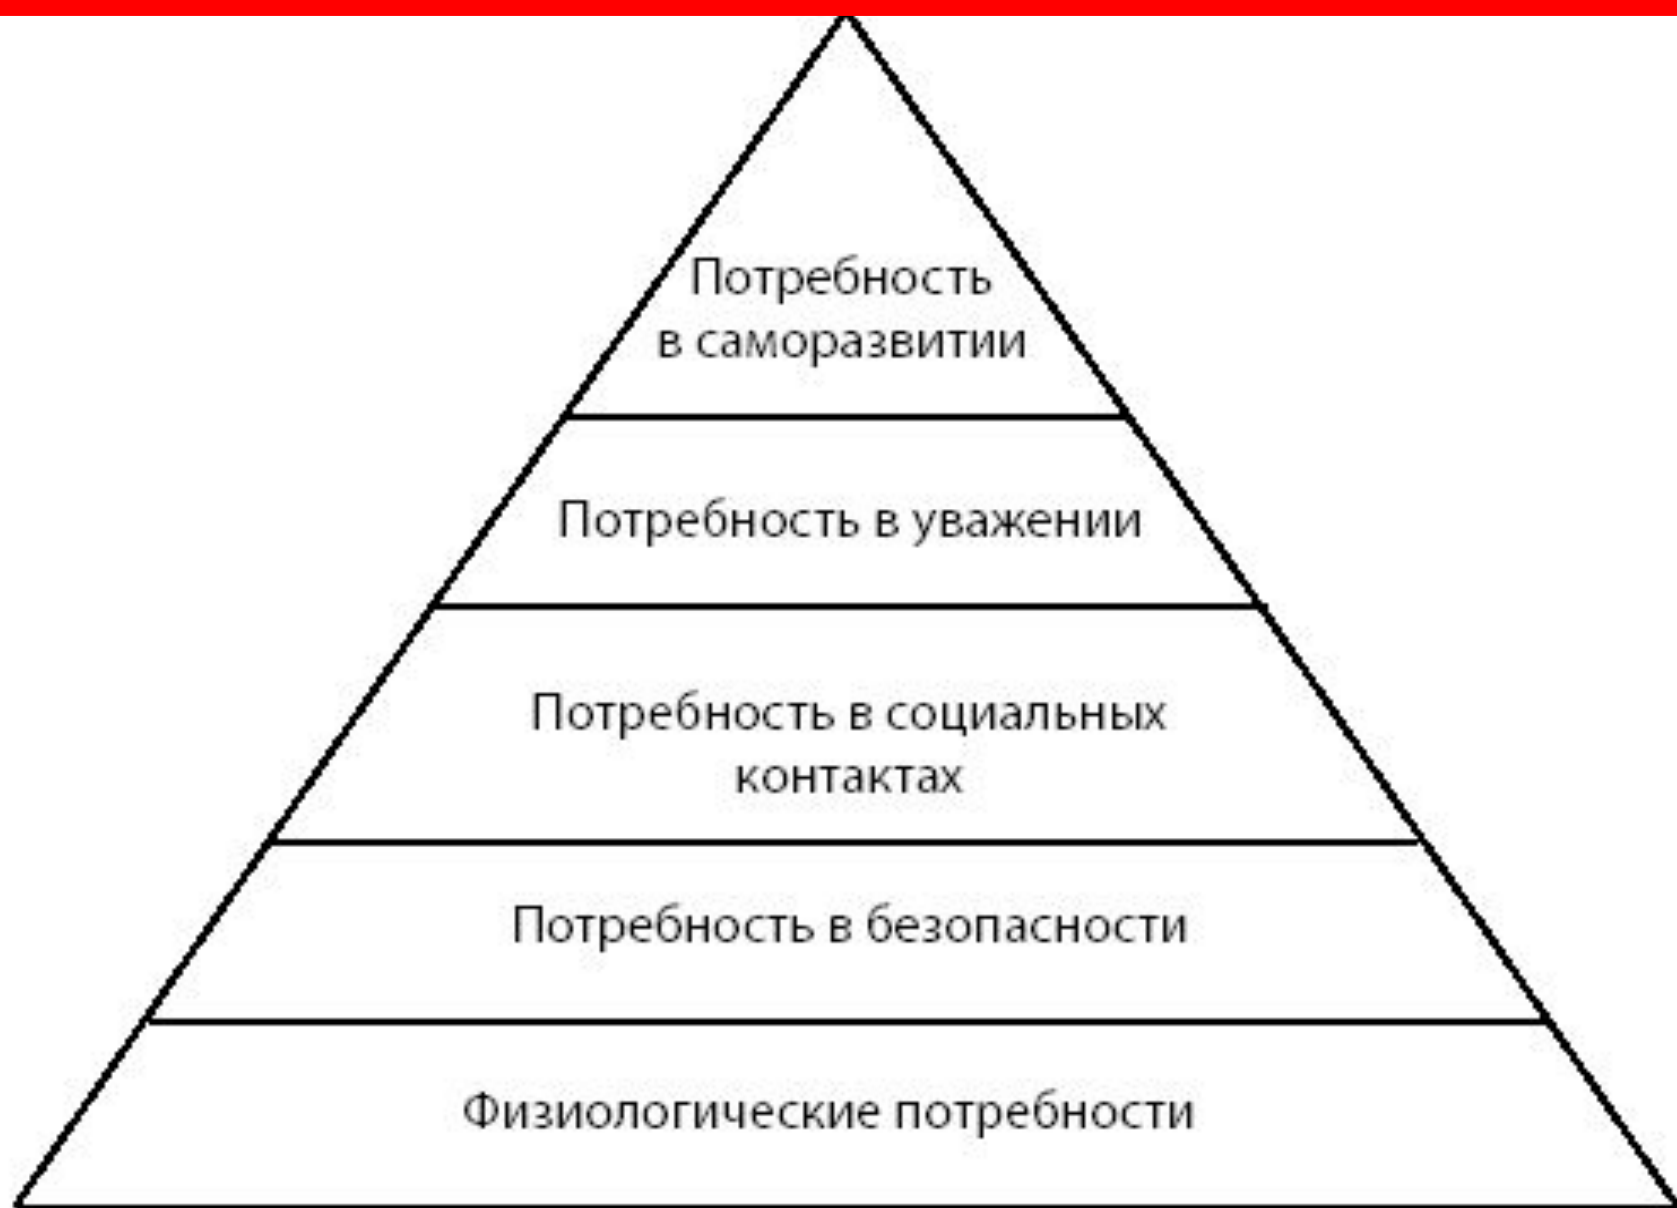 Потребность
в саморазвитии
Потребность в уважении
Потребность в социальных
контактах
Потребность в безопасности
Физиологические потребности